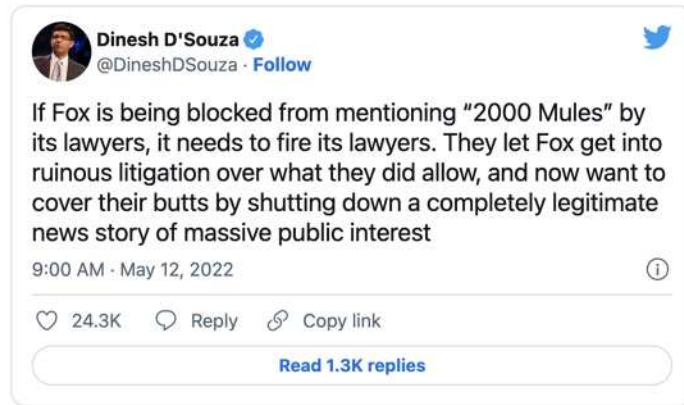 Dinesh D'Souza
@DineshDSouza · Follow
If Fox is being blocked from mentioning “2000 Mules” by
its lawyers, it needs to fire its lawyers. They let Fox get into
ruinous litigation over what they did allow, and now want to
cover their butts by shutting down a completely legitimate
news story of massive public interest
9:00 AM · May 12, 2022
24.3K Reply Copy link
Read 1.3K replies